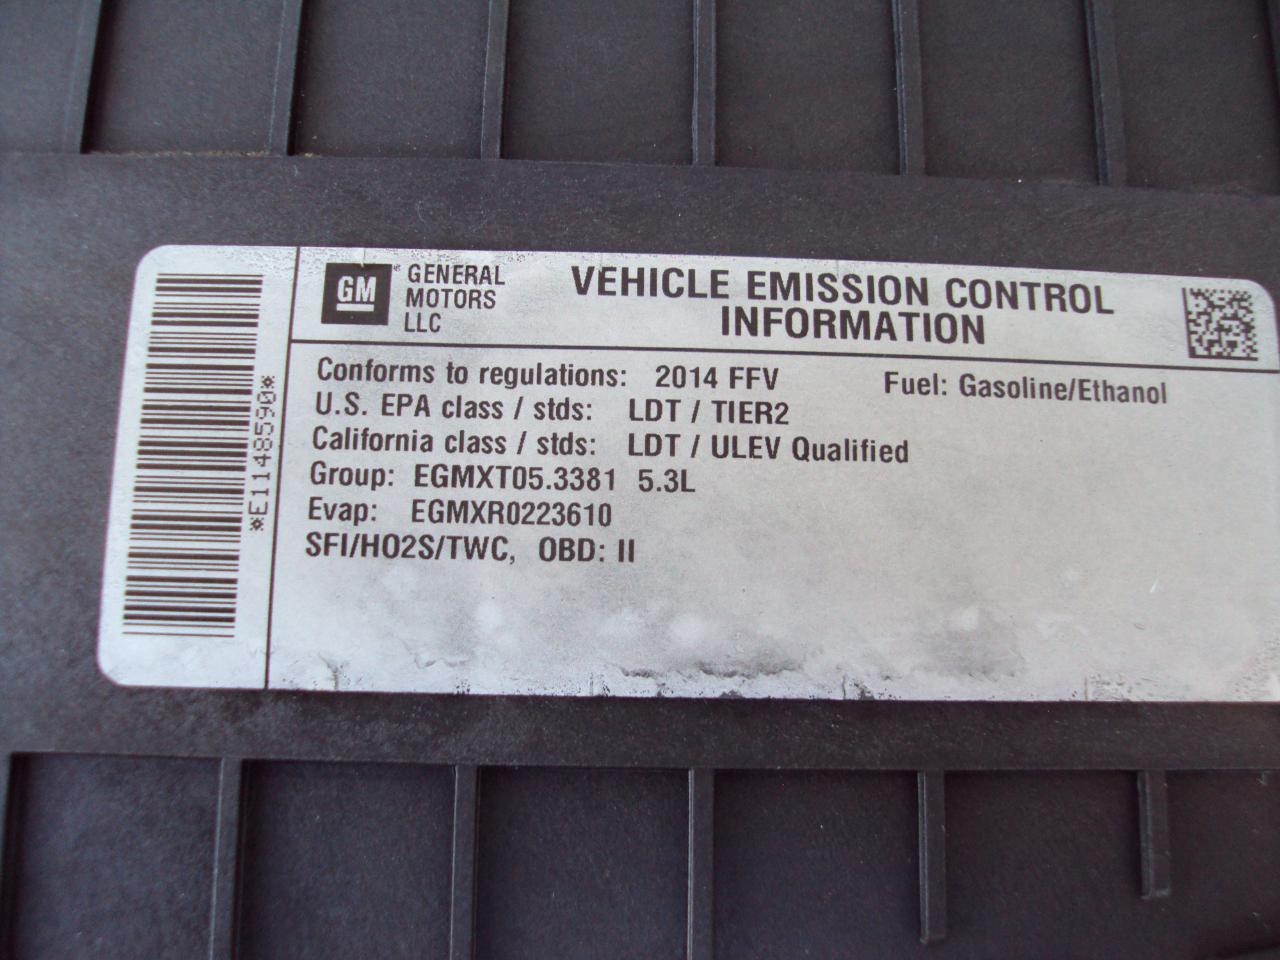 *E1148590*
GM
GENERAL
MOTORS
LLC
VEHICLE EMISSION CONTROL
INFORMATION
Conforms to regulations: 2014 FFV Fuel: Gasoline/Ethanol
U.S. EPA class / stds: LDT / TIER2
California class / stds: LDT / ULEV Qualified
Group: EGMXT05.3381 5.3L
Evap: EGMXR0223610
SFI/HO2S/TWC, OBD: II